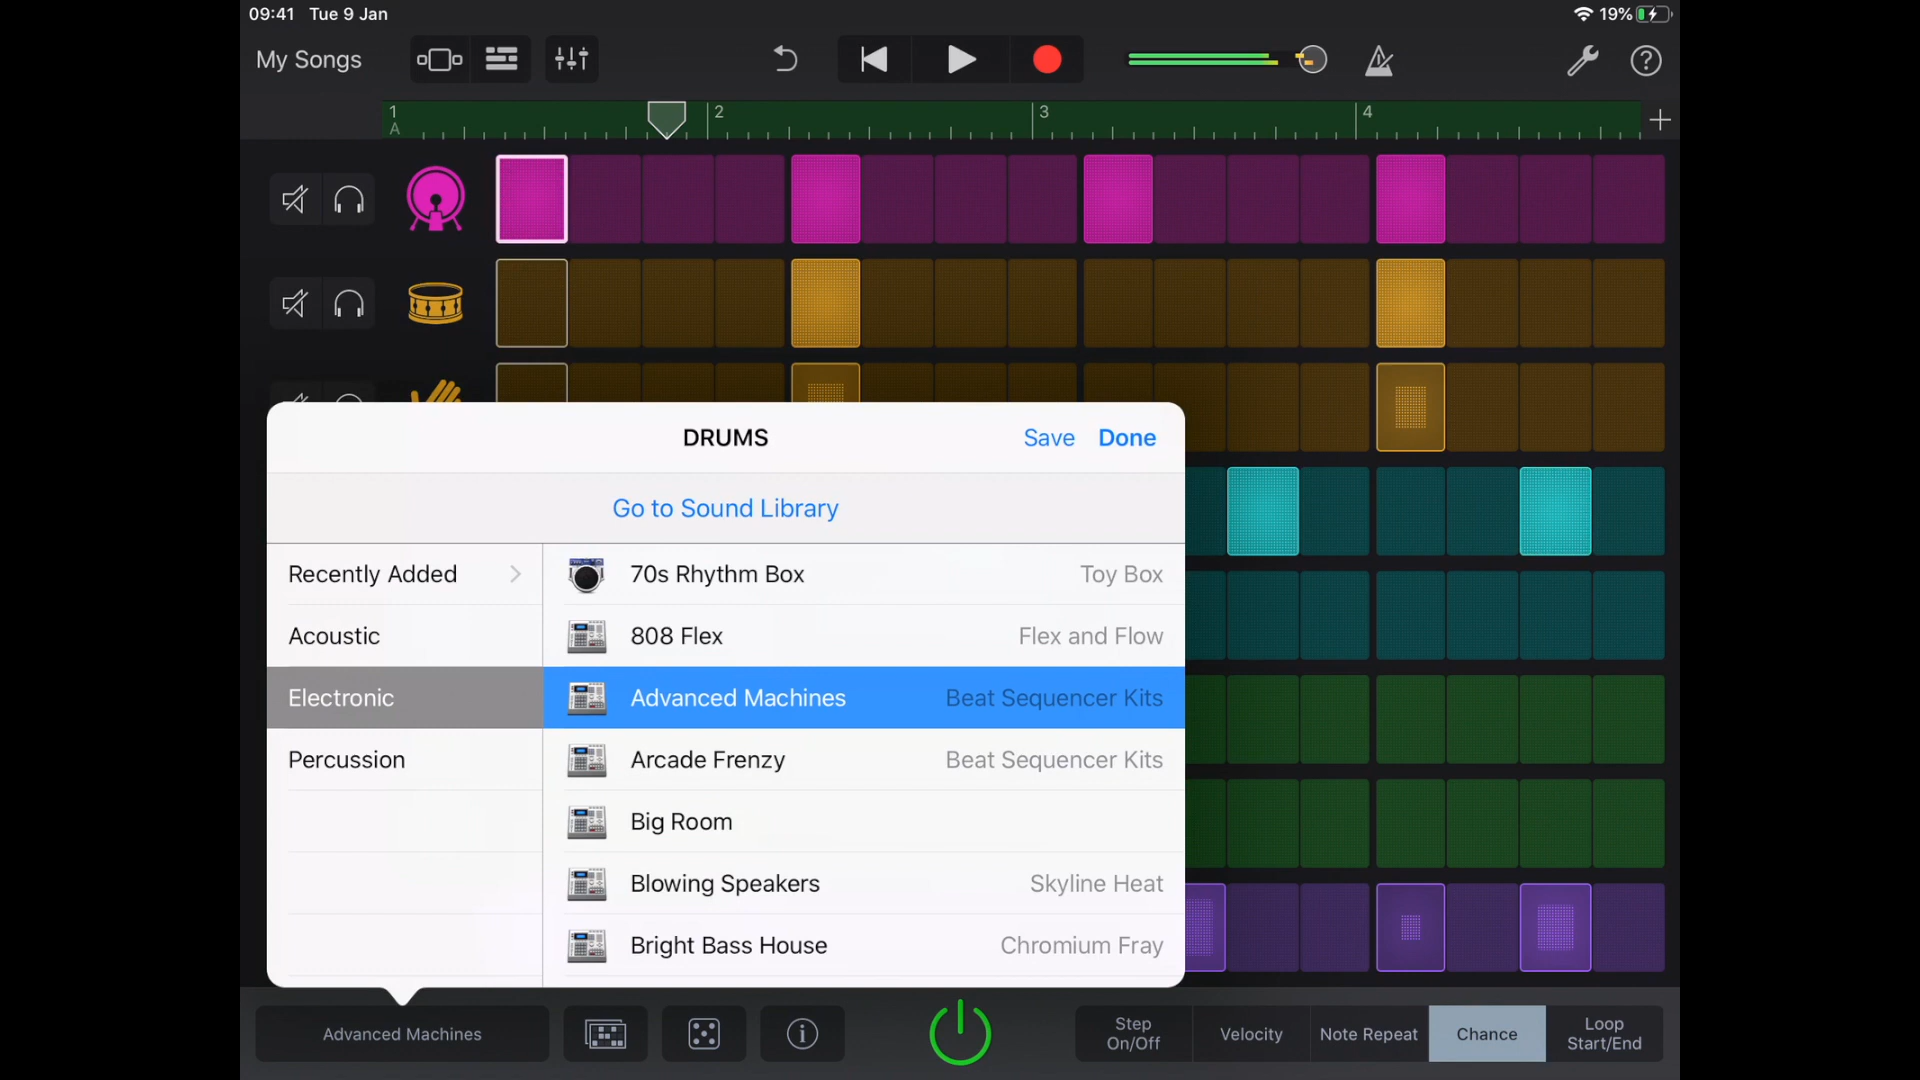 09:41 Tue 9 Jan
19%
My Songs
1
2
3
4
A
DRUMS
Save
Done
Go to Sound Library
Recently Added
70s Rhythm Box
Toy Box
Acoustic
808 Flex
Flex and Flow
Electronic
Advanced Machines
Beat Sequencer Kits
Percussion
Arcade Frenzy
Beat Sequencer Kits
Big Room
Blowing Speakers
Skyline Heat
Bright Bass House
Chromium Fray
Advanced Machines
Step
On/Off
Velocity
Note Repeat
Chance
Loop
Start/End